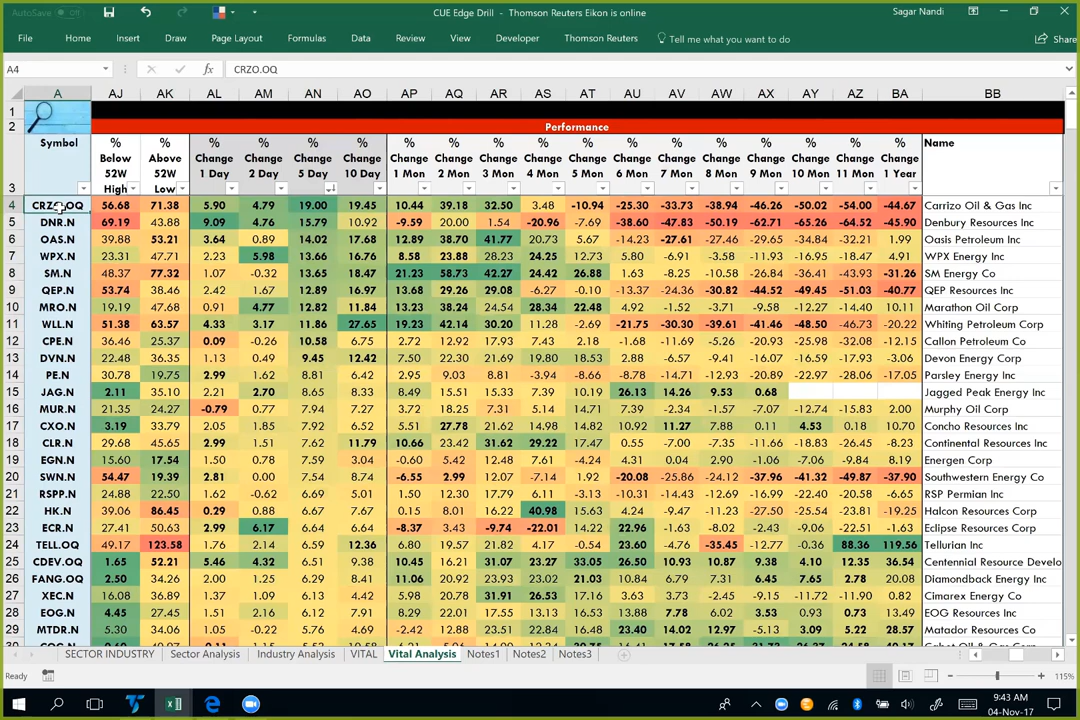 AutoSave Off
CUE Edge Drill - Thomson Reuters Eikon is online
Sagar Nandi
File Home Insert Draw Page Layout Formulas Data Review View Developer Thomson Reuters Tell me what you want to do Share
A4 fx CRZO.OQ
A AJ AK AL AM AN AO AP AQ AR AS AT AU AV AW AX AY AZ BA BB
1
2 Performance
Symbol % % % % % % % % % % % % % % % % % % Name
Below Above Change Change Change Change Change Change Change Change Change Change Change Change Change Change Change Change
52W 52W 1 Day 2 Day 5 Day 10 Day 1 Mon 2 Mon 3 Mon 4 Mon 5 Mon 6 Mon 7 Mon 8 Mon 9 Mon 10 Mon 11 Mon 1 Year
3 High Low
4 CRZO.OQ 56.68 71.38 5.90 4.79 19.00 19.45 10.44 39.18 32.50 3.48 -10.94 -25.30 -33.73 -38.94 -46.26 -50.02 -54.00 -44.67 Carrizo Oil & Gas Inc
5 DNR.N 69.19 43.88 9.09 4.76 15.79 10.92 -9.59 20.00 1.54 -20.96 -7.69 -38.60 -47.83 -50.19 -62.71 -65.26 -64.52 -45.90 Denbury Resources Inc
6 OAS.N 39.88 53.21 3.64 0.89 14.02 17.68 12.89 38.70 41.77 20.73 5.67 -14.23 -27.61 -27.46 -29.65 -34.84 -32.21 1.99 Oasis Petroleum Inc
7 WPX.N 23.31 47.71 2.23 5.98 13.66 16.76 8.58 23.88 28.23 24.25 12.73 5.80 -6.91 -3.58 -11.93 -16.95 -18.47 4.91 WPX Energy Inc
8 SM.N 48.37 77.32 1.07 -0.32 13.65 18.47 21.23 58.73 42.27 24.42 26.88 1.63 -8.25 -10.58 -26.84 -36.41 -43.93 -31.26 SM Energy Co
9 QEP.N 53.74 38.46 2.42 1.67 12.89 16.97 13.68 29.26 29.08 -6.27 -0.10 -13.37 -24.36 -30.82 -44.52 -49.45 -51.03 -40.77 QEP Resources Inc
10 MRO.N 19.19 47.68 0.91 4.77 12.82 11.84 13.23 38.24 24.54 28.34 22.48 4.92 -1.52 -3.71 -9.58 -12.27 -14.40 10.11 Marathon Oil Corp
11 WLL.N 51.38 63.57 4.33 3.17 11.86 27.65 19.23 42.14 30.20 11.28 -2.69 -21.75 -30.30 -39.61 -41.46 -48.50 -46.73 -20.22 Whiting Petroleum Corp
12 CPE.N 36.46 25.37 0.09 -0.26 10.58 6.75 2.72 12.92 17.93 7.43 2.18 -1.68 -11.69 -5.26 -20.93 -25.98 -32.08 -12.15 Callon Petroleum Co
13 DVN.N 22.48 36.35 1.13 0.49 9.45 12.42 7.50 22.30 21.69 19.80 18.53 2.88 -6.57 -9.41 -16.07 -16.59 -17.93 -3.06 Devon Energy Corp
14 PE.N 30.78 19.75 2.99 1.62 8.81 6.42 2.95 9.03 8.81 -3.94 -8.66 -8.78 -14.71 -12.93 -20.89 -22.97 -28.06 -17.05 Parsley Energy Inc
15 JAG.N 2.11 35.10 2.21 2.70 8.65 8.33 8.49 15.51 15.33 7.39 10.19 26.13 14.26 9.53 0.68 Jagged Peak Energy Inc
16 MUR.N 21.35 24.27 -0.79 0.77 7.94 7.27 3.72 18.25 7.31 5.14 14.71 7.39 -2.34 -1.57 -7.07 -12.74 -15.83 2.00 Murphy Oil Corp
17 CXO.N 3.19 33.79 2.05 1.85 7.92 6.52 5.51 27.78 21.62 14.98 14.82 10.92 11.27 7.88 0.11 4.53 0.18 10.70 Concho Resources Inc
18 CLR.N 29.68 45.65 2.99 1.51 7.62 11.79 10.66 23.42 31.62 29.22 17.47 0.55 -7.00 -7.35 -11.66 -18.83 -26.45 -8.23 Continental Resources Inc
19 EGN.N 15.60 17.54 1.50 0.78 7.59 3.04 -0.60 5.42 12.48 7.61 -4.24 4.31 0.04 2.90 -1.06 -7.06 -9.84 8.19 Energen Corp
20 SWN.N 54.47 19.39 2.81 0.00 7.54 8.74 -6.55 2.99 12.07 -7.14 1.92 -20.08 -25.86 -24.12 -37.96 -41.32 -49.87 -37.90 Southwestern Energy Co
21 RSPP.N 24.88 22.50 1.62 -0.62 6.69 5.01 1.50 12.30 17.79 6.11 -3.13 -10.31 -14.43 -12.69 -16.99 -22.40 -20.58 -6.65 RSP Permian Inc
22 HK.N 39.06 86.45 0.29 0.88 6.67 7.67 0.15 8.01 16.22 40.98 15.63 4.24 -9.47 -11.23 -27.50 -25.54 -23.81 -19.25 Halcon Resources Corp
23 ECR.N 27.41 50.63 2.99 6.17 6.64 6.64 -8.37 3.43 -9.74 -22.01 14.22 22.96 -1.63 -8.02 -2.43 -9.06 -22.51 -1.63 Eclipse Resources Corp
24 TELL.OQ 49.17 123.58 1.76 2.14 6.59 12.36 6.80 19.57 21.82 4.17 -0.54 23.60 -4.76 -35.45 -12.77 -0.36 88.36 119.56 Tellurian Inc
25 CDEV.OQ 1.65 52.21 5.46 4.32 6.51 9.38 10.45 16.21 31.07 23.27 33.05 26.50 10.93 10.87 9.38 4.10 12.35 36.54 Centennial Resource Develo
26 FANG.OQ 2.50 34.26 2.00 1.25 6.29 8.41 11.06 20.92 23.93 23.02 21.03 10.84 6.79 7.31 6.45 7.65 2.78 20.08 Diamondback Energy Inc
27 XEC.N 16.08 36.89 1.37 1.09 6.13 4.42 5.98 20.78 31.91 26.53 17.16 3.63 3.73 -2.45 -9.15 -11.72 -11.90 0.82 Cimarex Energy Co
28 EOG.N 4.45 27.45 1.51 2.16 6.12 7.91 8.29 22.01 17.55 13.13 16.53 13.88 7.78 6.02 3.53 0.93 0.73 13.49 EOG Resources Inc
29 MTDR.N 5.30 34.06 1.05 -0.22 5.76 4.69 -2.42 12.88 23.51 22.84 16.48 23.40 14.02 12.97 -5.13 3.09 5.22 28.57 Matador Resources Co
SECTOR INDUSTRY Sector Analysis Industry Analysis VITAL Vital Analysis Notes1 Notes2 Notes3
Ready 115%
9:43 AM
04-Nov-17